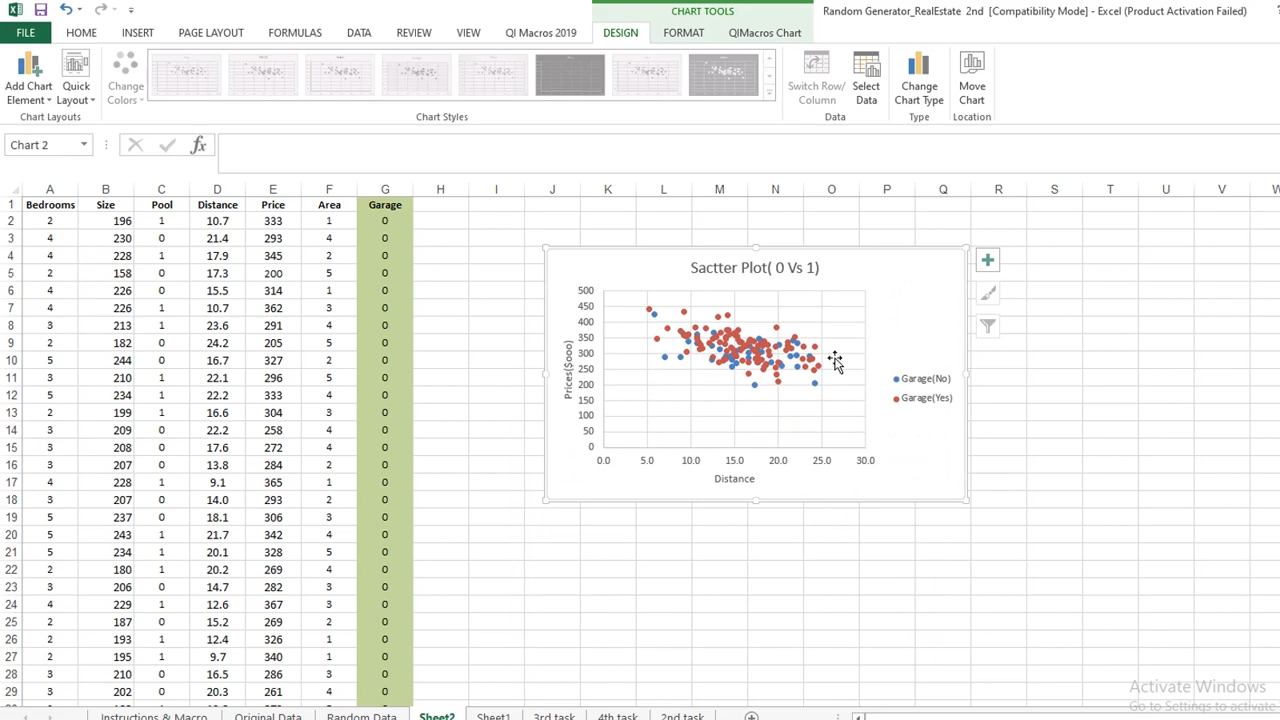 CHART TOOLS
Random Generator_RealEstate 2nd [Compatibility Mode] - Excel (Product Activation Failed)
FILE HOME INSERT PAGE LAYOUT FORMULAS DATA REVIEW VIEW QI Macros 2019 DESIGN FORMAT QIMacros Chart
Add Chart Element
Quick Layout
Change Colors
Switch Row/ Column
Select Data
Change Chart Type
Move Chart
Chart Layouts Chart Styles Data Type Location
Chart 2 fx
A B C D E F G H I J K L M N O P Q R S T U V W
1 Bedrooms Size Pool Distance Price Area Garage
2 2 196 1 10.7 333 1 0
3 4 230 0 21.4 293 4 0
4 4 228 1 17.9 345 2 0
5 2 158 0 17.3 200 5 0
6 4 226 0 15.5 314 1 0
7 4 226 1 10.7 362 3 0
8 3 213 1 23.6 291 4 0
9 2 182 0 24.2 205 5 0
10 5 244 0 16.7 327 2 0
11 3 210 1 22.1 296 5 0
12 5 234 1 22.2 333 4 0
13 2 199 1 16.6 304 3 0
14 3 209 0 22.2 258 4 0
15 3 208 0 17.6 272 4 0
16 3 207 0 13.8 284 2 0
17 4 228 1 9.1 365 1 0
18 3 207 0 14.0 293 2 0
19 5 237 0 18.1 306 3 0
20 5 243 1 21.7 342 4 0
21 5 234 1 20.1 328 5 0
22 2 180 1 20.2 269 4 0
23 3 206 0 14.7 282 3 0
24 4 229 1 12.6 367 3 0
25 2 187 0 15.2 269 2 0
26 2 193 1 12.4 326 1 0
27 2 195 1 9.7 340 1 0
28 3 210 0 16.5 286 3 0
29 3 202 0 20.3 261 4 0
Sactter Plot( 0 Vs 1)
500
450
400
350
300
250
200
150
100
50
0
Prices($ooo)
0.0 5.0 10.0 15.0 20.0 25.0 30.0
Distance
Garage(No)
Garage(Yes)
Activate Windows
Go to Settings to activate
Instructions & Macro Original Data Random Data Sheet2 3rd task 4th task 2nd task